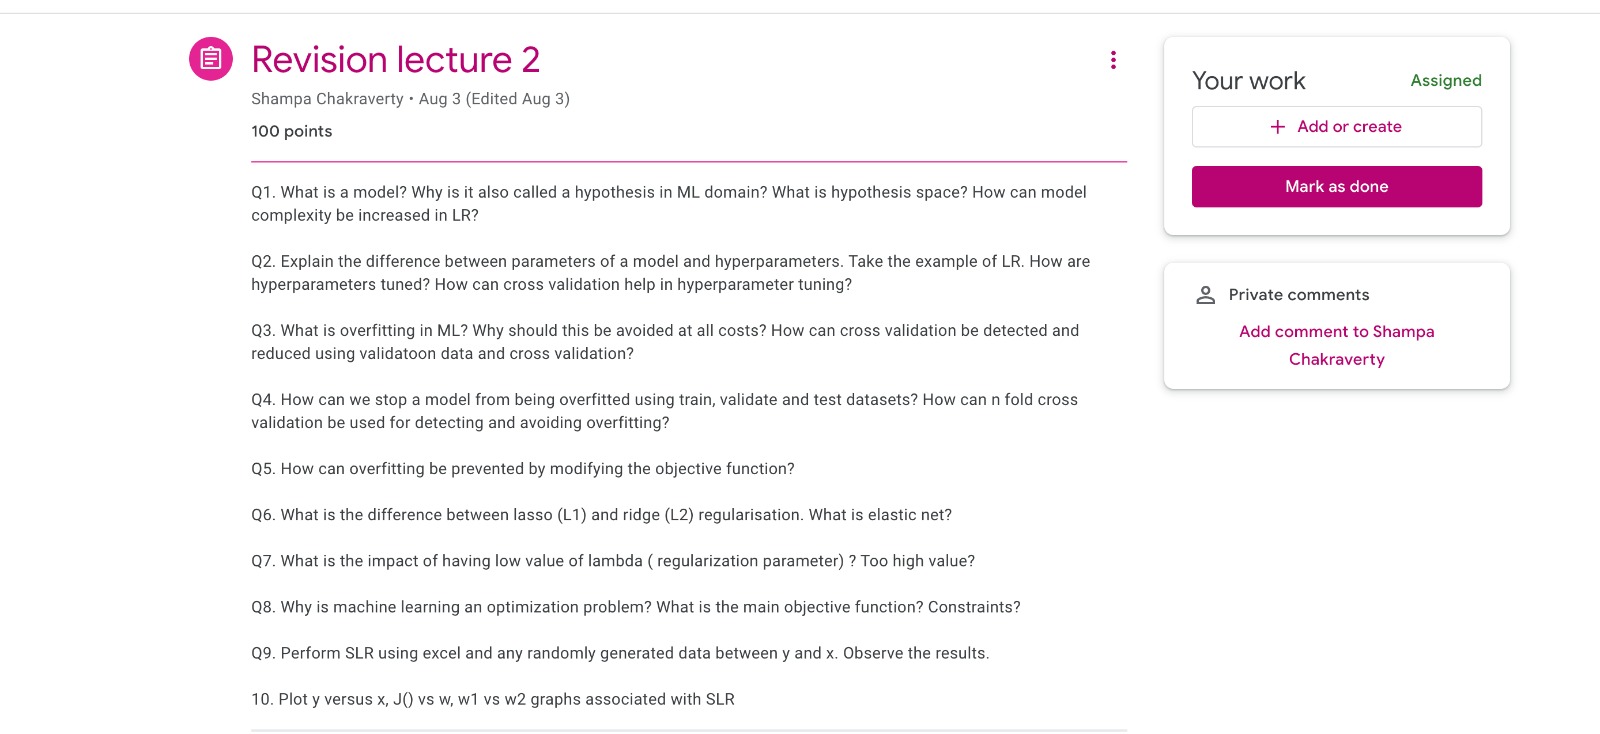 Revision lecture 2
Shampa Chakraverty • Aug 3 (Edited Aug 3)
100 points
Q1. What is a model? Why is it also called a hypothesis in ML domain? What is hypothesis space? How can model
complexity be increased in LR?
Q2. Explain the difference between parameters of a model and hyperparameters. Take the example of LR. How are
hyperparameters tuned? How can cross validation help in hyperparameter tuning?
Q3. What is overfitting in ML? Why should this be avoided at all costs? How can cross validation be detected and
reduced using validatoon data and cross validation?
Q4. How can we stop a model from being overfitted using train, validate and test datasets? How can n fold cross
validation be used for detecting and avoiding overfitting?
Q5. How can overfitting be prevented by modifying the objective function?
Q6. What is the difference between lasso (L1) and ridge (L2) regularisation. What is elastic net?
Q7. What is the impact of having low value of lambda ( regularization parameter) ? Too high value?
Q8. Why is machine learning an optimization problem? What is the main objective function? Constraints?
Q9. Perform SLR using excel and any randomly generated data between y and x. Observe the results.
10. Plot y versus x, J() vs w, w1 vs w2 graphs associated with SLR
Your work
Assigned
+ Add or create
Mark as done
Private comments
Add comment to Shampa
Chakraverty